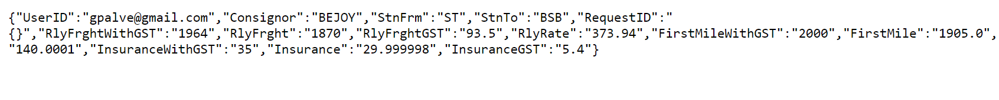 {"UserID":"gpalve@gmail.com","Consignor":"BEJOY","StnFrm":"ST","StnTo":"BSB","RequestID":"
{}","RlyFrghtWithGST":"1964","RlyFrght":"1870","RlyFrghtGST":"93.5","RlyRate":"373.94","FirstMileWithGST":"2000","FirstMile":"1905.0",
"140.0001","InsuranceWithGST":"35","Insurance":"29.999998","InsuranceGST":"5.4"}